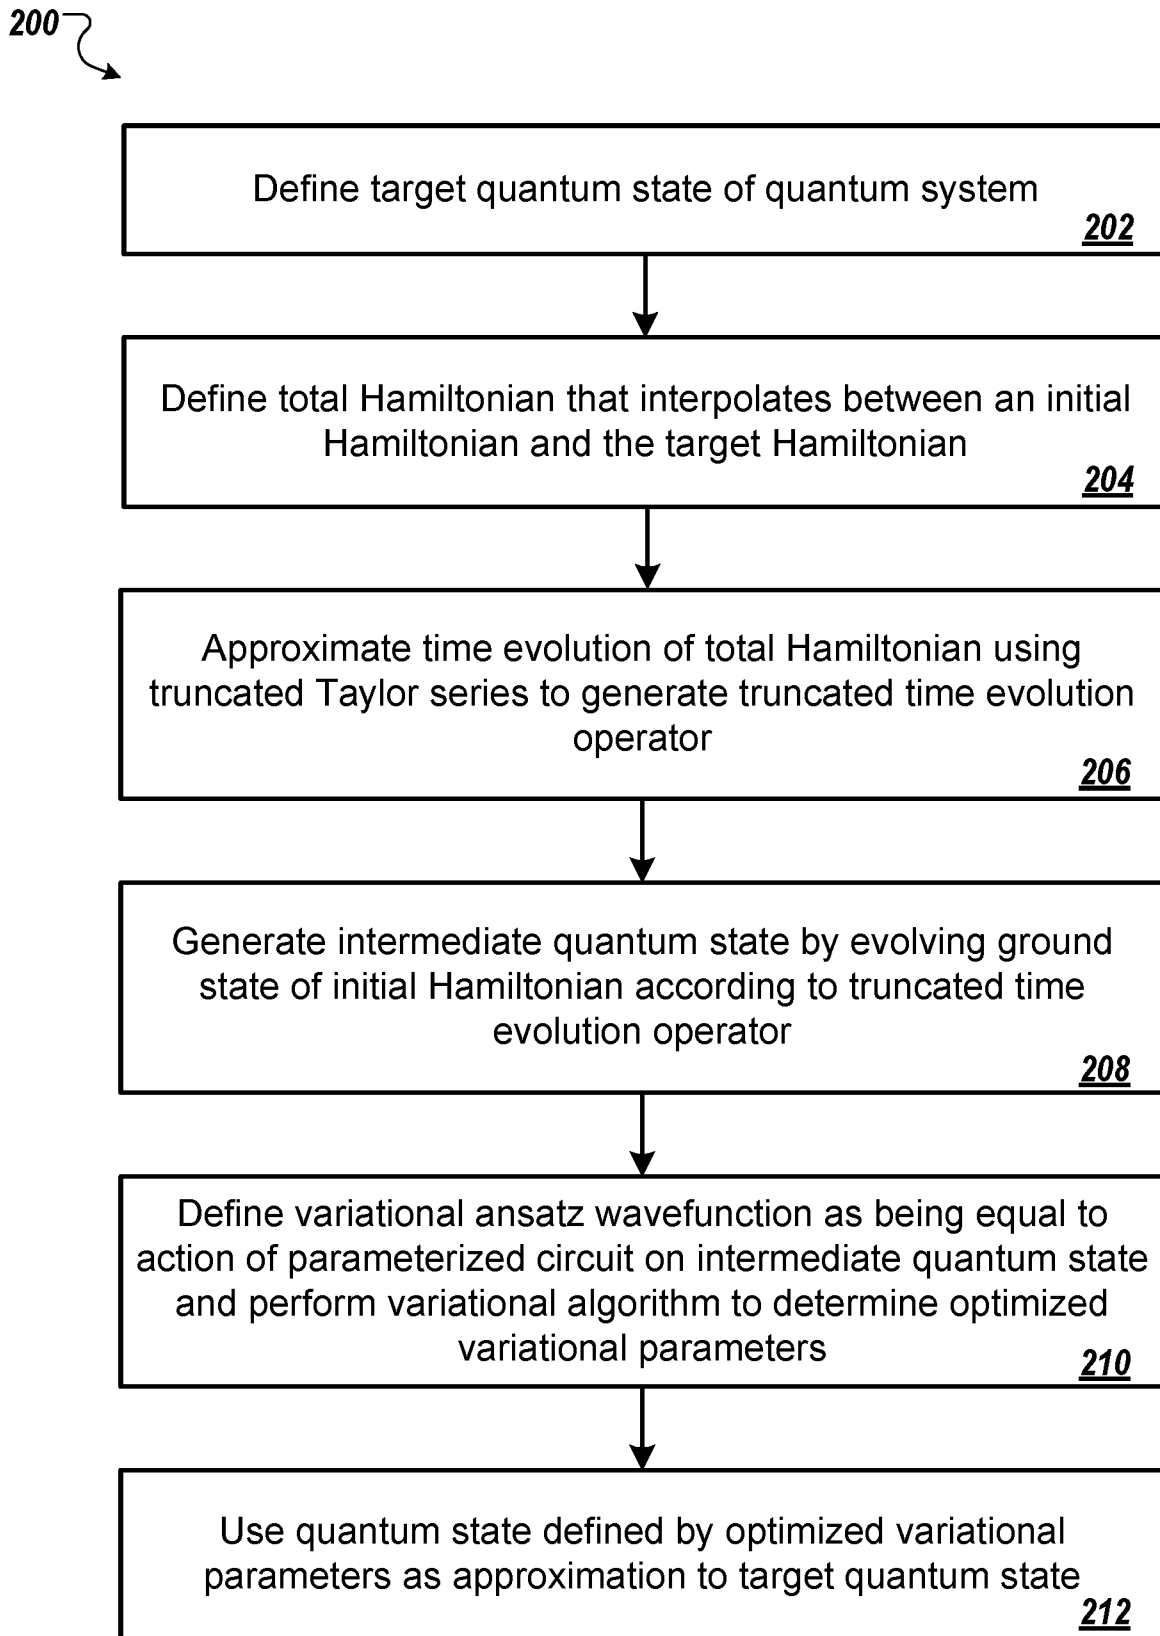 200
Define target quantum state of quantum system
202
Define total Hamiltonian that interpolates between an initial
Hamiltonian and the target Hamiltonian
204
Approximate time evolution of total Hamiltonian using
truncated Taylor series to generate truncated time evolution
operator
206
Generate intermediate quantum state by evolving ground
state of initial Hamiltonian according to truncated time
evolution operator
208
Define variational ansatz wavefunction as being equal to
action of parameterized circuit on intermediate quantum state
and perform variational algorithm to determine optimized
variational parameters
210
Use quantum state defined by optimized variational
parameters as approximation to target quantum state
212